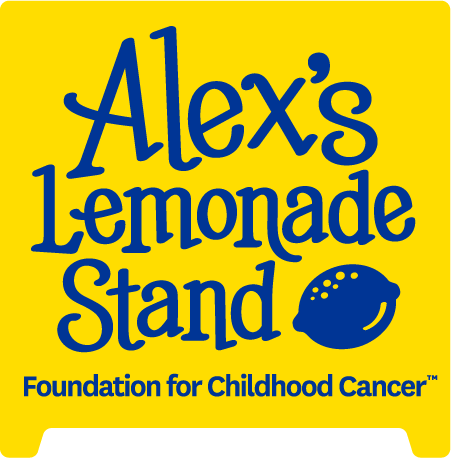 Alex's
Lemonade
Stand
Foundation for Childhood Cancer™